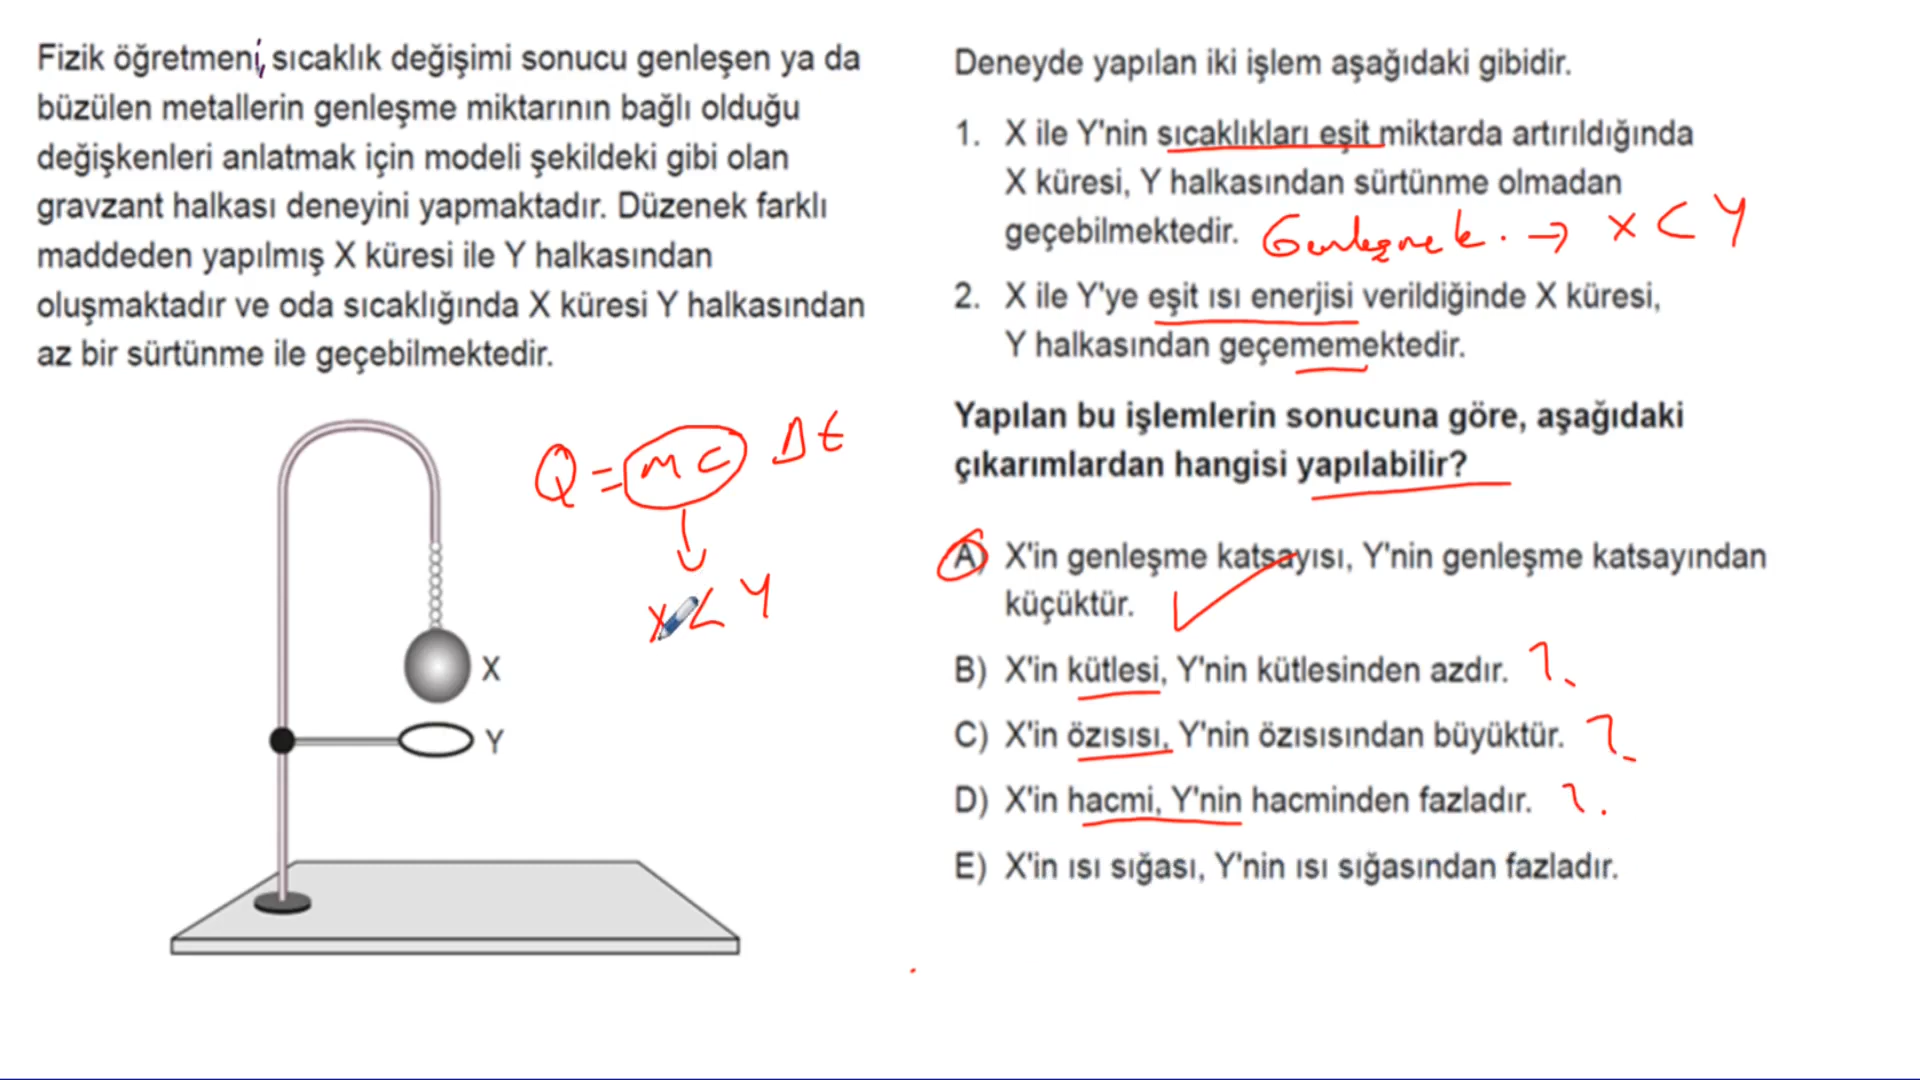 Fizik öğretmeni, sıcaklık değişimi sonucu genleşen ya da
büzülen metallerin genleşme miktarının bağlı olduğu
değişkenleri anlatmak için modeli şekildeki gibi olan
gravzant halkası deneyini yapmaktadır. Düzenek farklı
maddeden yapılmış X küresi ile Y halkasından
oluşmaktadır ve oda sıcaklığında X küresi Y halkasından
az bir sürtünme ile geçebilmektedir.
Q = mc Δt
X < Y
X
Y
Deneyde yapılan iki işlem aşağıdaki gibidir.
1. X ile Y'nin sıcaklıkları eşit miktarda artırıldığında
X küresi, Y halkasından sürtünme olmadan
geçebilmektedir. Genleşme k. → X < Y
2. X ile Y'ye eşit ısı enerjisi verildiğinde X küresi,
Y halkasından geçememektedir.
Yapılan bu işlemlerin sonucuna göre, aşağıdaki
çıkarımlardan hangisi yapılabilir?
A) X'in genleşme katsayısı, Y'nin genleşme katsayından
küçüktür.
B) X'in kütlesi, Y'nin kütlesinden azdır. ?
C) X'in özısısı, Y'nin özısısından büyüktür. ?
D) X'in hacmi, Y'nin hacminden fazladır. ?
E) X'in ısı sığası, Y'nin ısı sığasından fazladır.